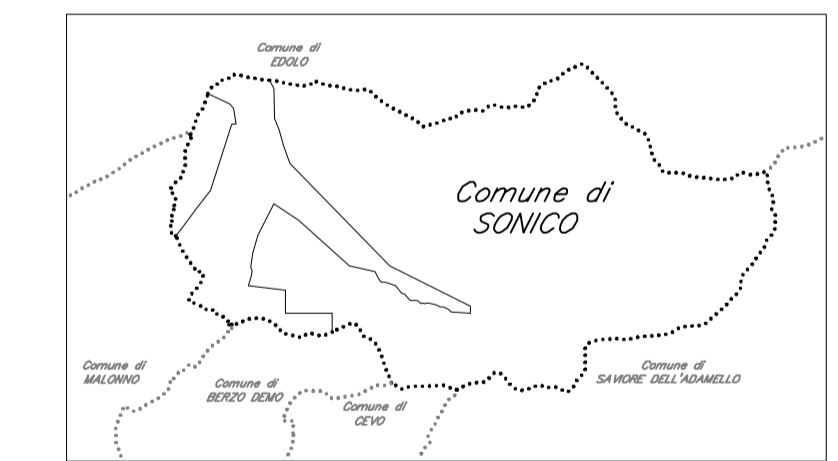 Comune di
EDOLO
Comune di
SONICO
Comune di
MALONNO
Comune di
BERZO DEMO
Comune di
CEVO
Comune di
SAVIORE DELL'ADAMELLO